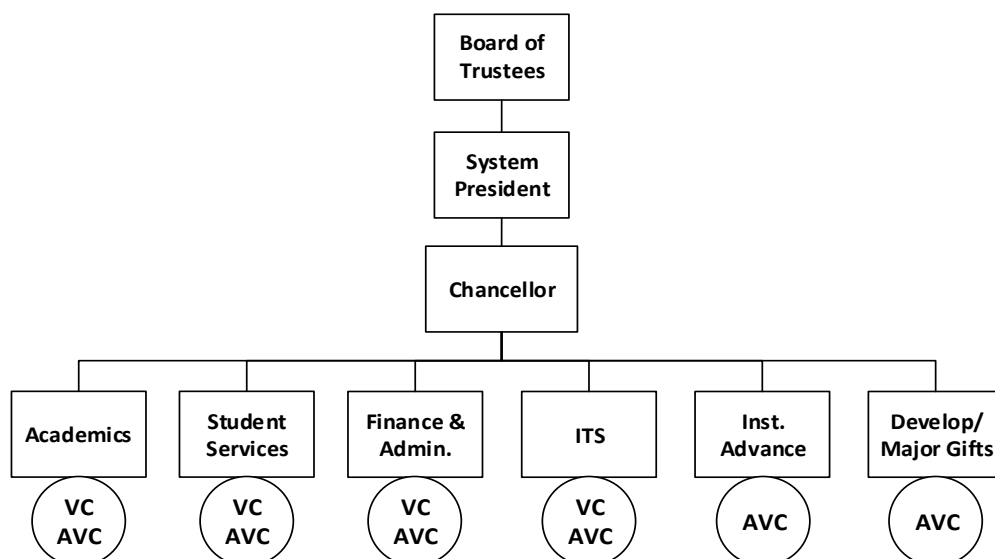 Board of
Trustees
System
President
Chancellor
Academics
Student
Services
Finance &
Admin.
ITS
Inst.
Advance
Develop/
Major Gifts
VC
AVC
VC
AVC
VC
AVC
VC
AVC
AVC
AVC